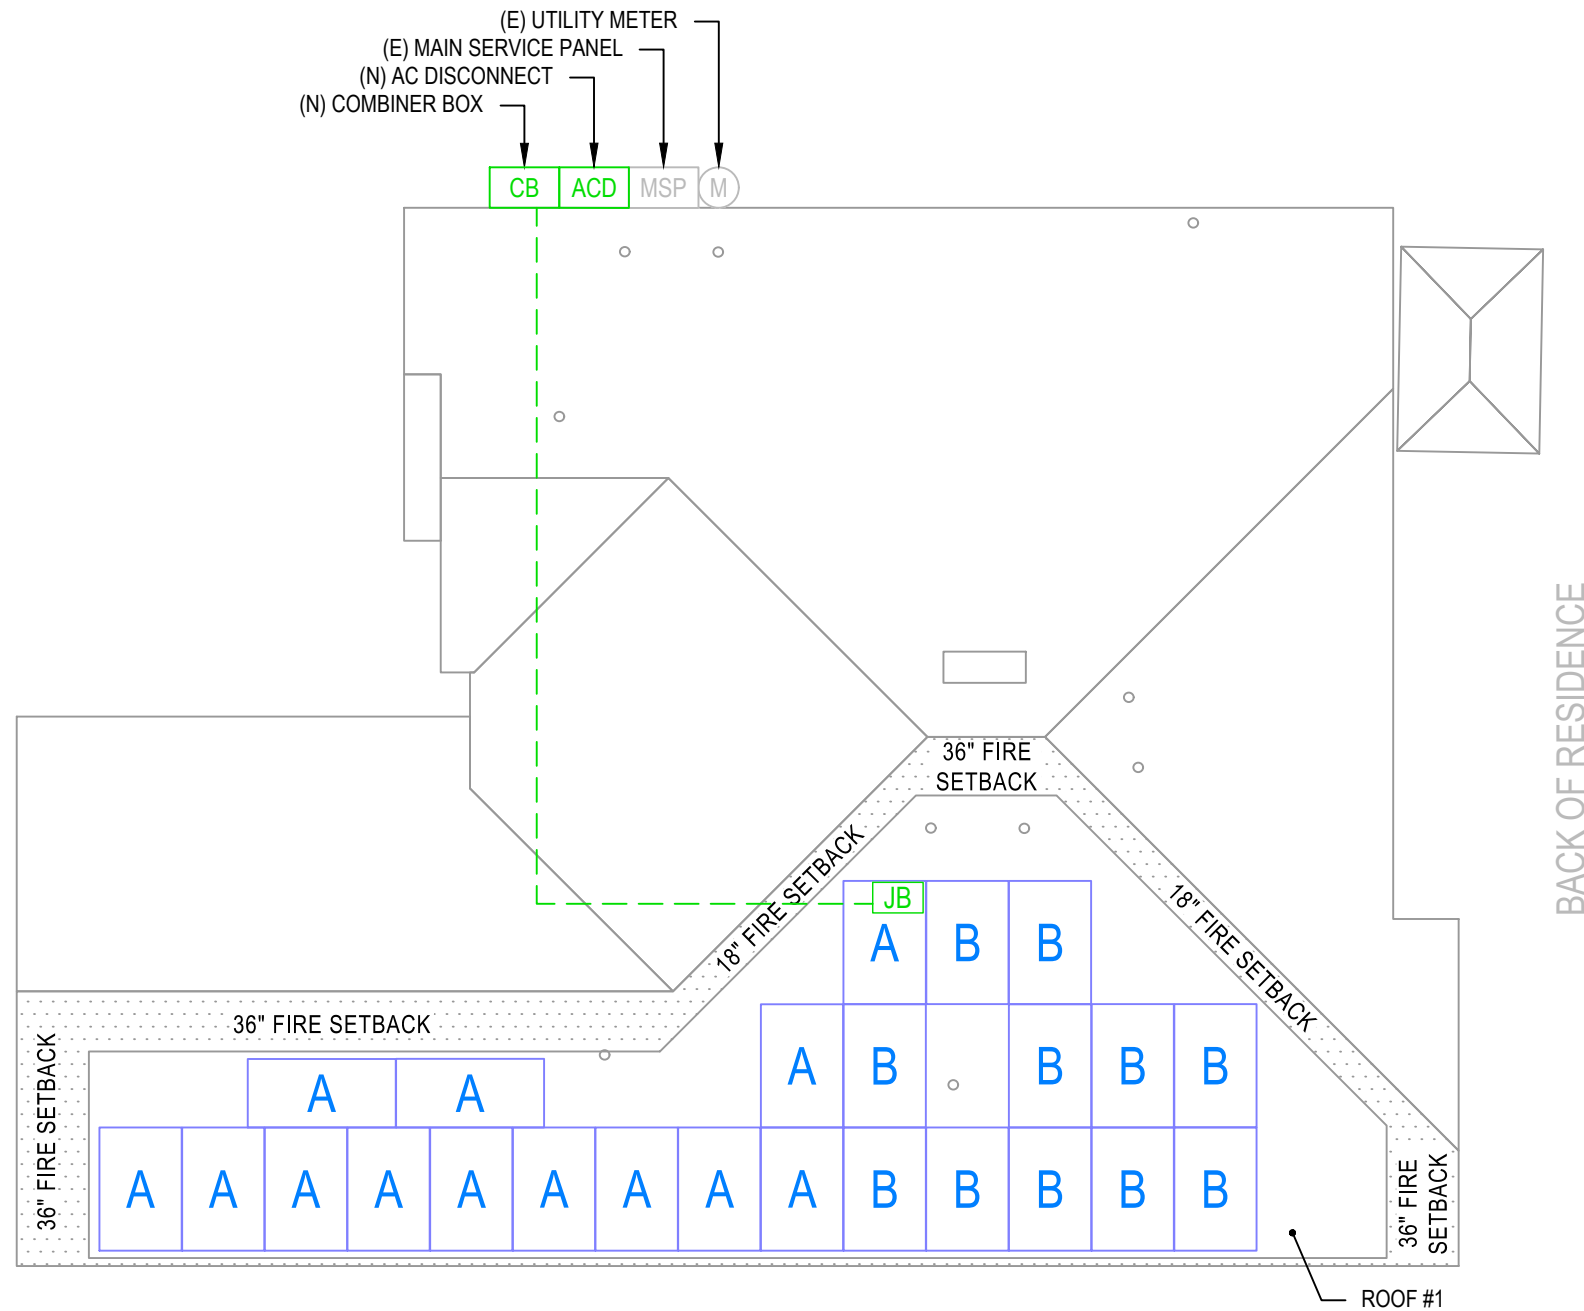 (E) UTILITY METER
(E) MAIN SERVICE PANEL
(N) AC DISCONNECT
(N) COMBINER BOX
CB ACD MSP M
BACK OF RESIDENCE
36" FIRE
SETBACK
18" FIRE SETBACK
18" FIRE SETBACK
JB
A B B
36" FIRE SETBACK
36" FIRE SETBACK
A B B B B
A A
A A A A A A A A A B B B B B
36" FIRE
SETBACK
ROOF #1